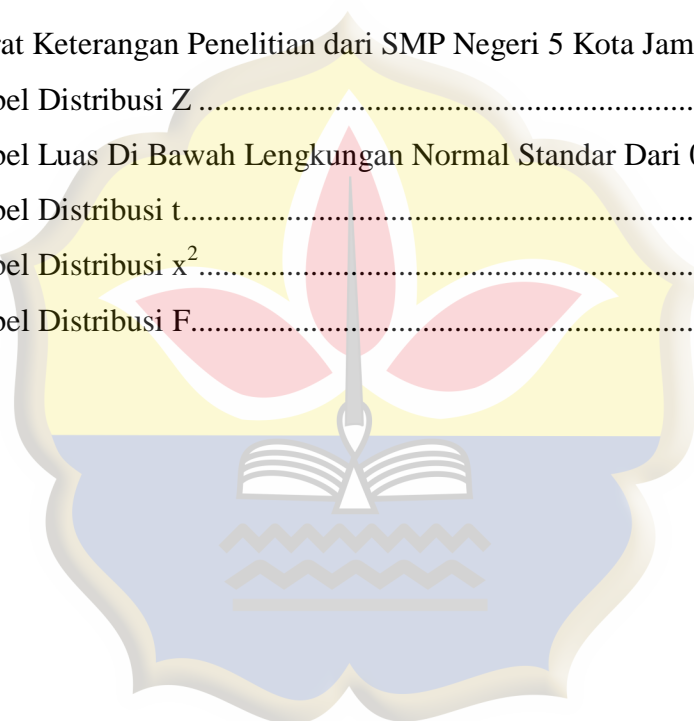 rat Keterangan Penelitian dari SMP Negeri 5 Kota Jam
bel Distribusi Z ................................................................
bel Luas Di Bawah Lengkungan Normal Standar Dari 0
bel Distribusi t.................................................................
bel Distribusi x² ...............................................................
bel Distribusi F................................................................